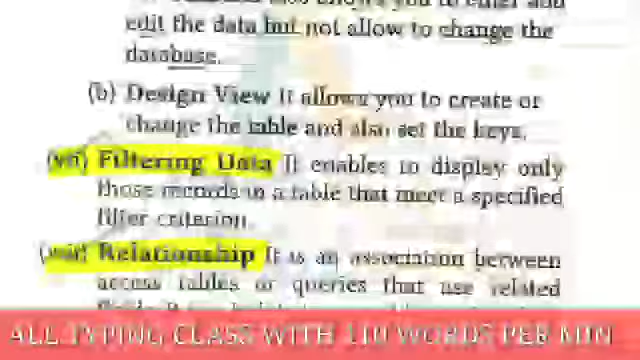 edit the data but not allow to change the
database.
(b) Design View It allows you to create or
change the table and also set the keys.
(vii) Filtering Data It enables to display only
those records in a table that meet a specified
filter criterion.
(viii) Relationship It is an association between
access tables or queries that use related
ALL TYPING CLASS WITH 110 WORDS PER MIN